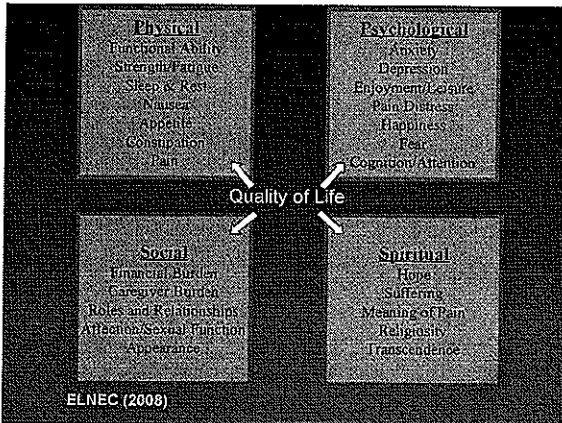 Physical
Functional Ability
Strength/Fatigue
Sleep & Rest
Nausea
Appetite
Constipation
Pain
Psychological
Anxiety
Depression
Enjoyment/Leisure
Pain Distress
Happiness
Fear
Cognition/Attention
Quality of Life
Social
Financial Burden
Caregiver Burden
Roles and Relationships
Affection/Sexual Function
Appearance
Spiritual
Hope
Suffering
Meaning of Pain
Religiosity
Transcendence
ELNEC (2008)